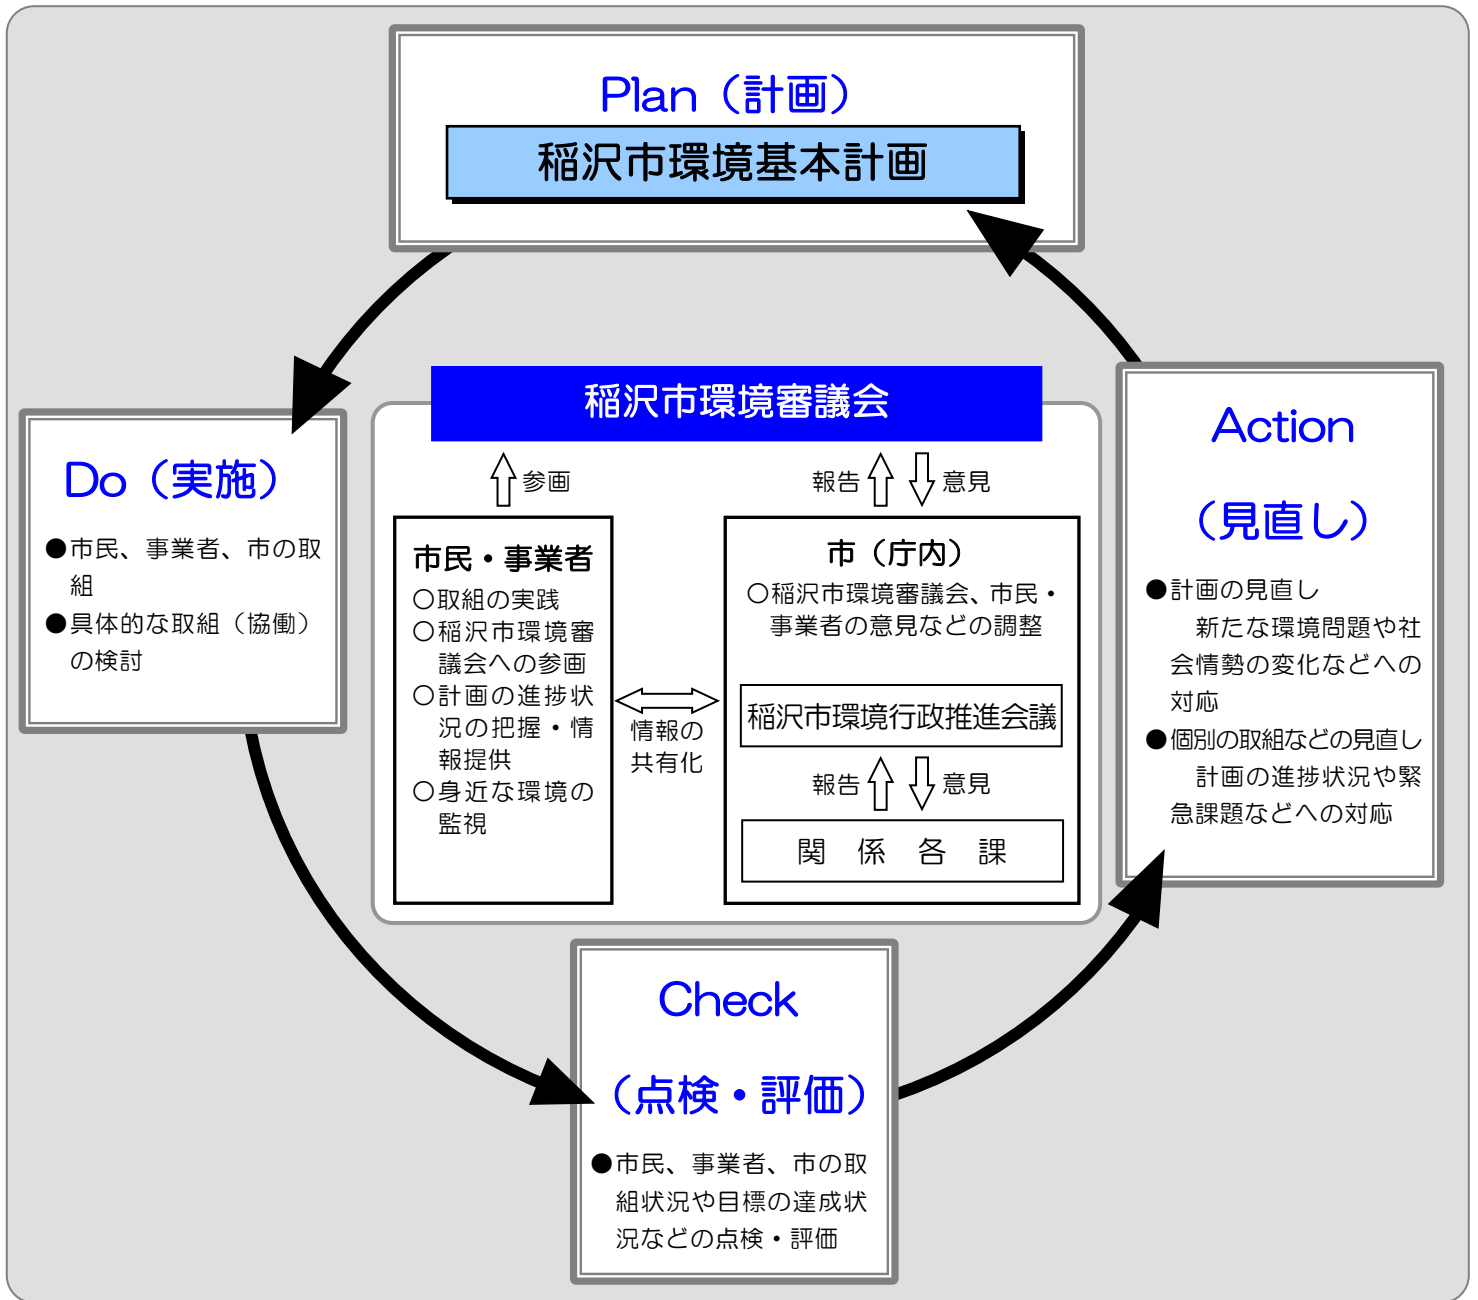 Plan（計画）
稲沢市環境基本計画
Do（実施）
●市民、事業者、市の取
組
●具体的な取組（協働）
の検討
稲沢市環境審議会
参画
報告
意見
市民・事業者
○取組の実践
○稲沢市環境審
議会への参画
○計画の進捗状
況の把握・情
報提供
○身近な環境の
監視
情報の
共有化
市（庁内）
○稲沢市環境審議会、市民・
事業者の意見などの調整
稲沢市環境行政推進会議
報告
意見
関　係　各　課
Action
（見直し）
●計画の見直し
新たな環境問題や社
会情勢の変化などへの
対応
●個別の取組などの見直し
計画の進捗状況や緊
急課題などへの対応
Check
（点検・評価）
●市民、事業者、市の取
組状況や目標の達成状
況などの点検・評価